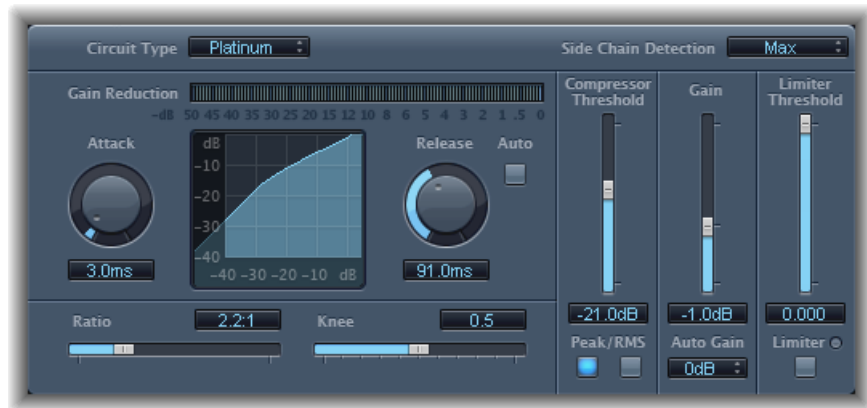 Circuit Type Platinum Side Chain Detection Max
Gain Reduction
-dB 50 45 40 35 30 25 20 15 12 10 8 6 5 4 3 2 1 .5 0
Compressor Threshold
Gain
Limiter Threshold
Attack
Release Auto
dB
-10
-20
-30
-40
-40 -30 -20 -10 dB
3.0ms
91.0ms
Ratio 2.2:1
Knee 0.5
-21.0dB
-1.0dB
0.000
Peak/RMS
Auto Gain
0dB
Limiter